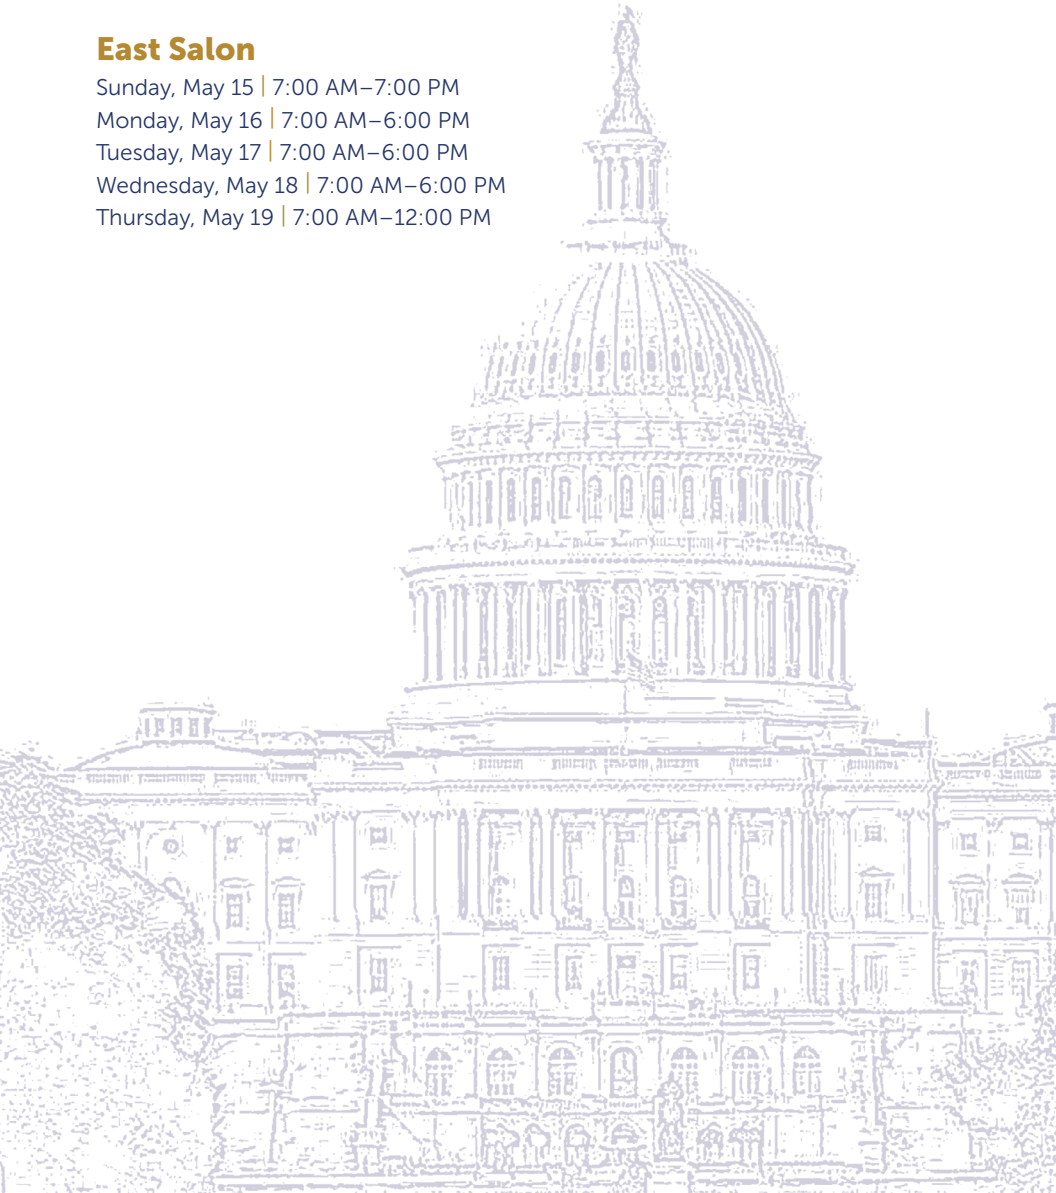 East Salon
Sunday, May 15 | 7:00 AM–7:00 PM
Monday, May 16 | 7:00 AM–6:00 PM
Tuesday, May 17 | 7:00 AM–6:00 PM
Wednesday, May 18 | 7:00 AM–6:00 PM
Thursday, May 19 | 7:00 AM–12:00 PM